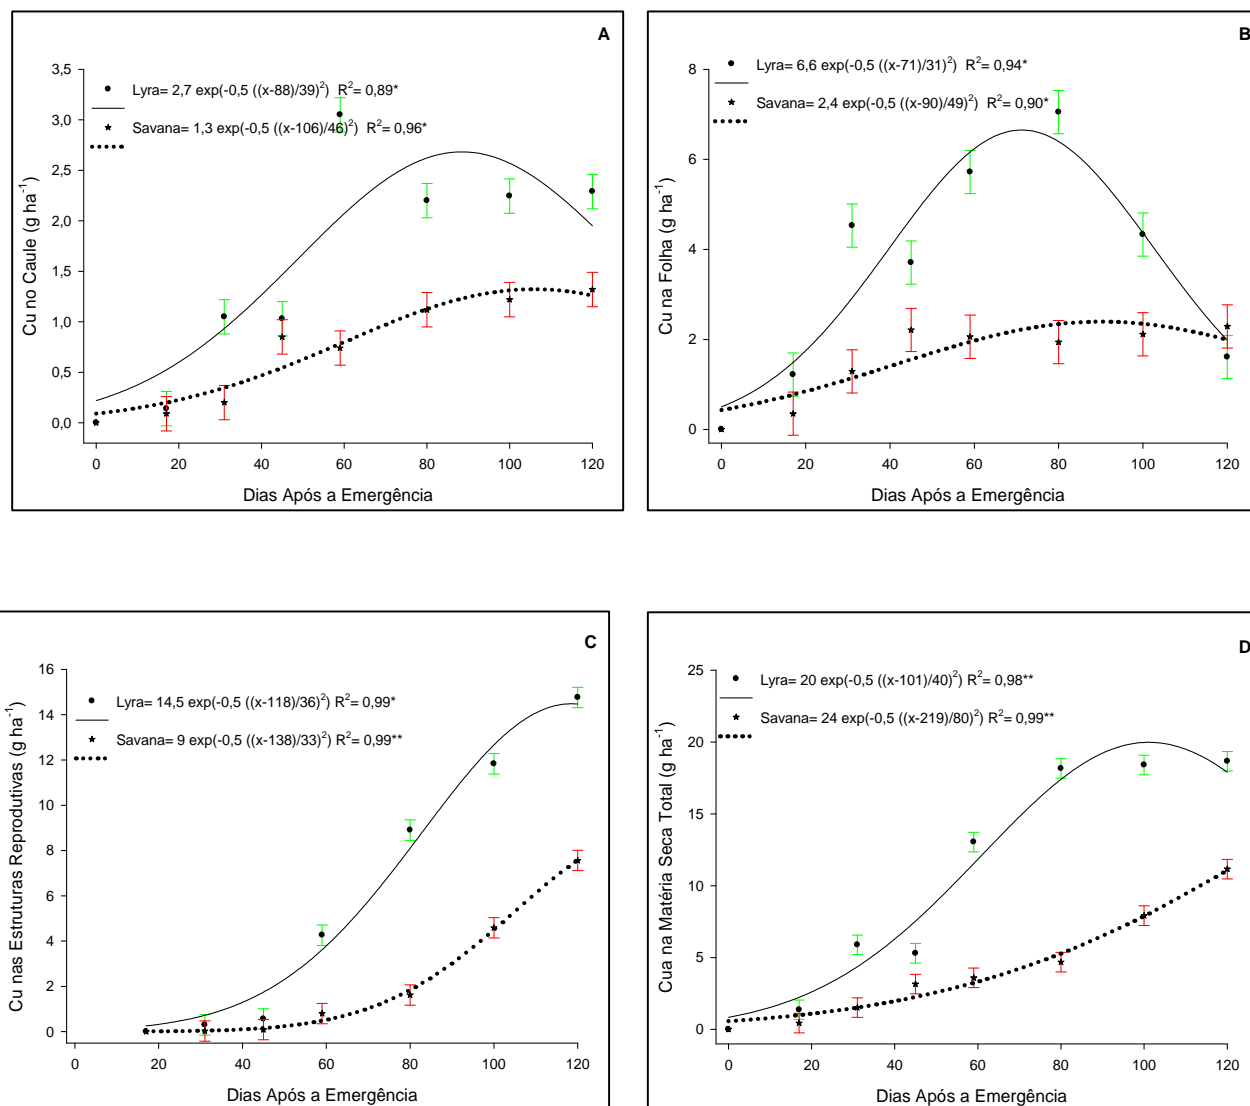 A
3,5
3,0
2,5
2,0
1,5
1,0
0,5
0,0
Cu no Caule (g ha⁻¹)
Lyra= 2,7 exp(-0,5 ((x-88)/39)²) R²= 0,89*
Savana= 1,3 exp(-0,5 ((x-106)/46)²) R²= 0,96*
0 20 40 60 80 100 120
Dias Após a Emergência
B
8
6
4
2
0
Cu na Folha (g ha⁻¹)
Lyra= 6,6 exp(-0,5 ((x-71)/31)²) R²= 0,94*
Savana= 2,4 exp(-0,5 ((x-90)/49)²) R²= 0,90*
0 20 40 60 80 100 120
Dias Após a Emergência
C
16
14
12
10
8
6
4
2
0
Cu nas Estruturas Reprodutivas (g ha⁻¹)
Lyra= 14,5 exp(-0,5 ((x-118)/36)²) R²= 0,99*
Savana= 9 exp(-0,5 ((x-138)/33)²) R²= 0,99**
0 20 40 60 80 100 120
Dias Após a Emergência
D
25
20
15
10
5
0
Cua na Matéria Seca Total (g ha⁻¹)
Lyra= 20 exp(-0,5 ((x-101)/40)²) R²= 0,98**
Savana= 24 exp(-0,5 ((x-219)/80)²) R²= 0,99**
0 20 40 60 80 100 120
Dias Após a Emergência